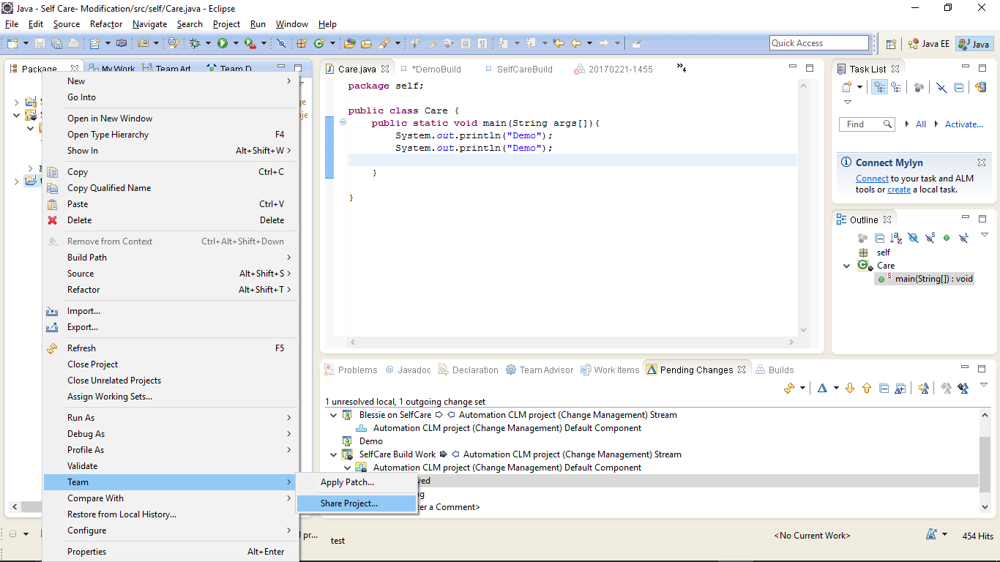 Java - Self Care- Modification/src/self/Care.java - Eclipse
File Edit Source Refactor Navigate Search Project Run Window Help
Quick Access
Java EE
Java
Package
My Work
Team Art
Team D
New
Go Into
Open in New Window
Open Type Hierarchy F4
Show In Alt+Shift+W
Copy Ctrl+C
Copy Qualified Name
Paste Ctrl+V
Delete Delete
Remove from Context Ctrl+Alt+Shift+Down
Build Path
Source Alt+Shift+S
Refactor Alt+Shift+T
Import...
Export...
Refresh F5
Close Project
Close Unrelated Projects
Assign Working Sets...
Run As
Debug As
Profile As
Validate
Team
Compare With
Restore from Local History...
Configure
Properties Alt+Enter
Apply Patch...
Share Project...
Care.java
*DemoBuild
SelfCareBuild
20170221-1455
4
package self;
public class Care {
public static void main(String args[]){
System.out.println("Demo");
System.out.println("Demo");
}
}
Task List
Find
All
Activate...
Connect Mylyn
Connect to your task and ALM
tools or create a local task.
Outline
self
Care
main(String[]) : void
Problems
@ Javadoc
Declaration
Team Advisor
Work Items
Pending Changes
Builds
1 unresolved local, 1 outgoing change set
Blessie on SelfCare Automation CLM project (Change Management) Stream
Automation CLM project (Change Management) Default Component
Demo
SelfCare Build Work Automation CLM project (Change Management) Stream
Automation CLM project (Change Management) Default Component
ved
g
er a Comment>
pr...
test
<No Current Work>
454 Hits